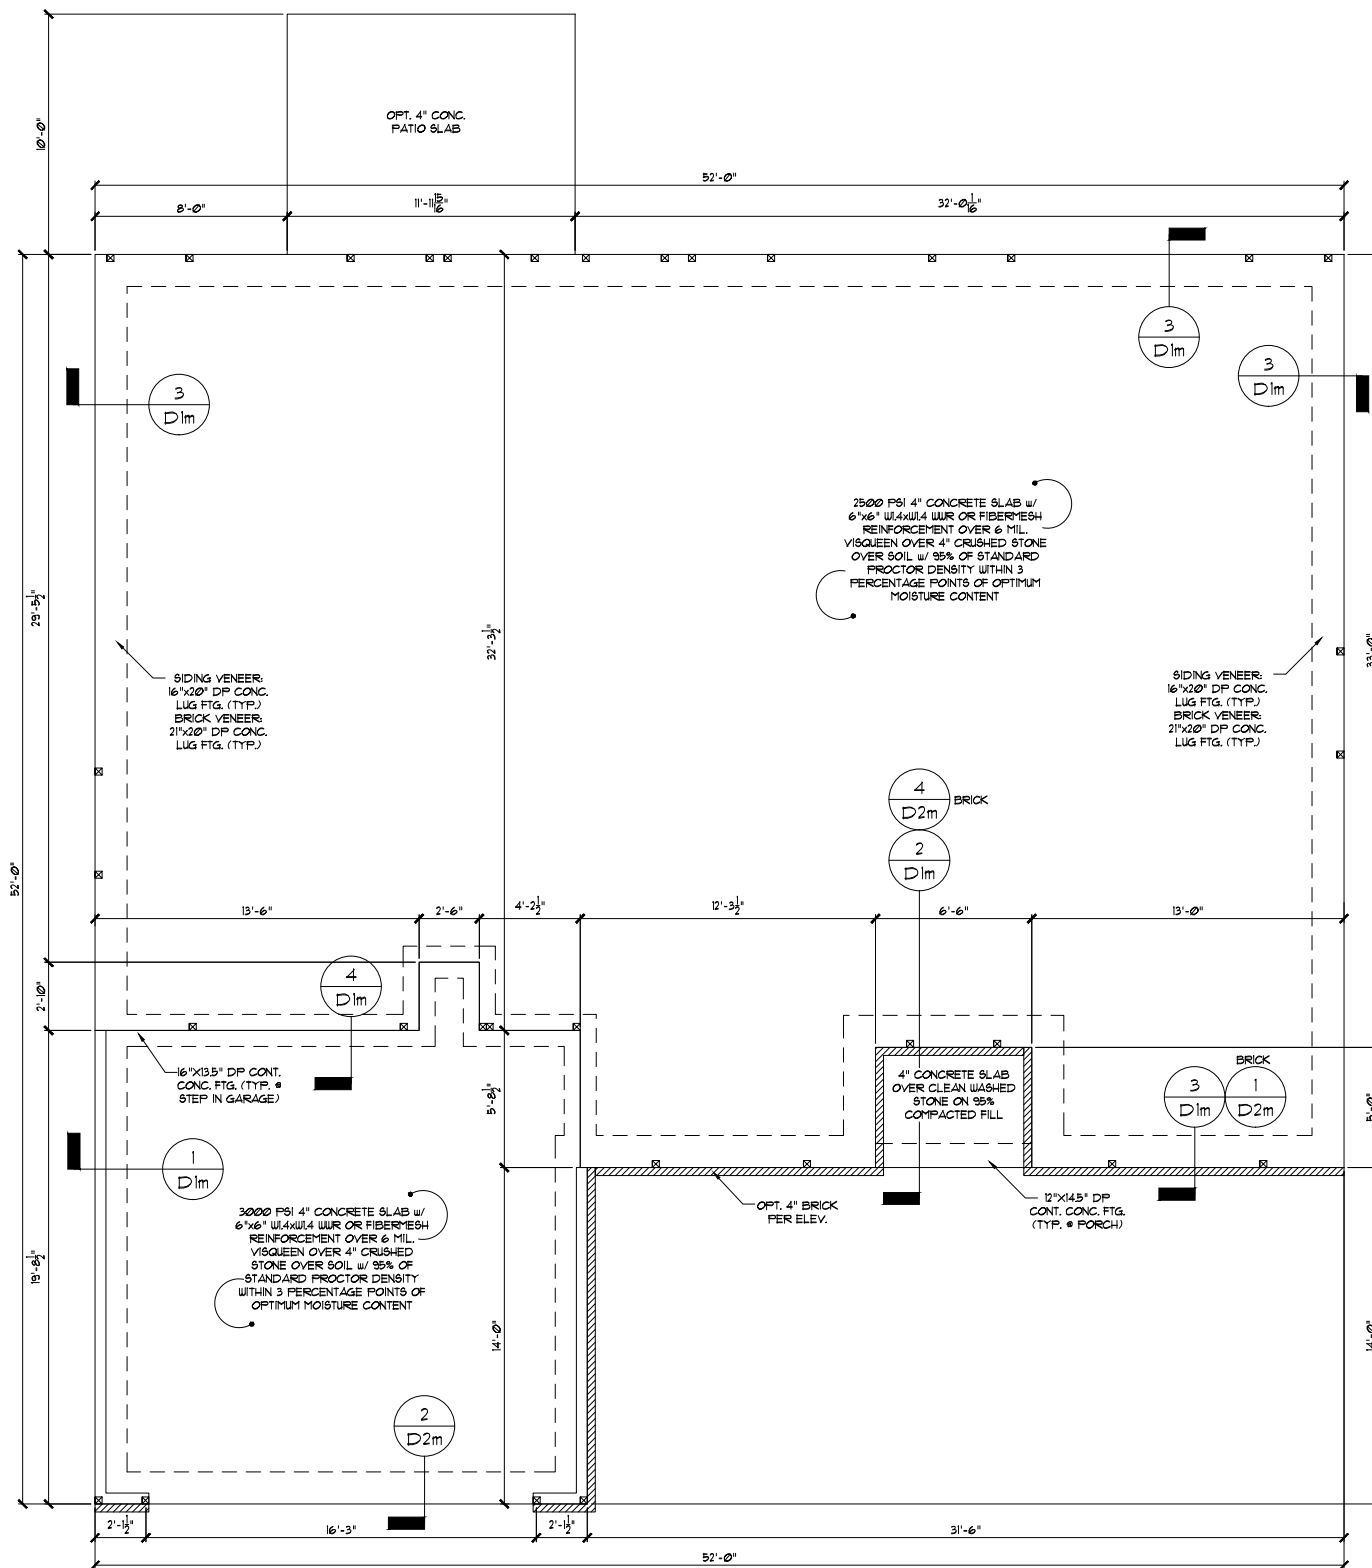 OPT. 4" CONC.
PATIO SLAB
10'-0"
52'-0"
8'-0"
11'-11 15/16"
32'-0 1/16"
3
D1m
3
D1m
3
D1m
2500 PSI 4" CONCRETE SLAB w/
6"x6" W1.4xW1.4 WWR OR FIBERMESH
REINFORCEMENT OVER 6 MIL.
VISQUEEN OVER 4" CRUSHED STONE
OVER SOIL w/ 95% OF STANDARD
PROCTOR DENSITY WITHIN 3
PERCENTAGE POINTS OF OPTIMUM
MOISTURE CONTENT
29'-5 1/2"
32'-3 1/2"
33'-0"
SIDING VENEER:
16"x20" DP CONC.
LUG FTG. (TYP.)
BRICK VENEER:
21"x20" DP CONC.
LUG FTG. (TYP.)
SIDING VENEER:
16"x20" DP CONC.
LUG FTG. (TYP.)
BRICK VENEER:
21"x20" DP CONC.
LUG FTG. (TYP.)
4
D2m
BRICK
2
D1m
52'-0"
13'-6"
2'-6"
4'-2 1/2"
12'-3 1/2"
6'-6"
13'-0"
2'-10"
4
D1m
16"X13.5" DP CONT.
CONC. FTG. (TYP. @
STEP IN GARAGE)
5'-8 1/2"
4" CONCRETE SLAB
OVER CLEAN WASHED
STONE ON 95%
COMPACTED FILL
BRICK
3
D1m
1
D2m
5'-0"
1
D1m
OPT. 4" BRICK
PER ELEV.
12"X14.5" DP
CONT. CONC. FTG.
(TYP. @ PORCH)
3000 PSI 4" CONCRETE SLAB w/
6"x6" W1.4xW1.4 WWR OR FIBERMESH
REINFORCEMENT OVER 6 MIL.
VISQUEEN OVER 4" CRUSHED
STONE OVER SOIL w/ 95% OF
STANDARD PROCTOR DENSITY
WITHIN 3 PERCENTAGE POINTS OF
OPTIMUM MOISTURE CONTENT
19'-8 1/2"
14'-0"
14'-0"
2
D2m
2'-1 1/2"
16'-3"
2'-1 1/2"
31'-6"
52'-0"